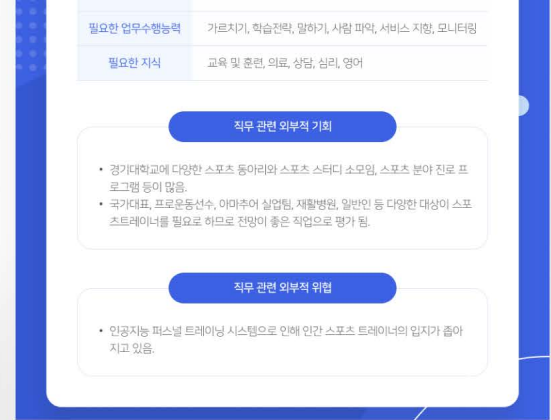 필요한 업무수행능력 가르치기, 학습전략, 말하기, 사람 파악, 서비스 지향, 모니터링
필요한 지식 교육 및 훈련, 의료, 상담, 심리, 영어
직무 관련 외부적 기회
• 경기대학교에 다양한 스포츠 동아리와 스포츠 스터디 소모임, 스포츠 분야 진로 프
로그램 등이 많음.
• 국가대표, 프로운동선수, 아마추어 실업팀, 재활병원, 일반인 등 다양한 대상이 스포
츠트레이너를 필요로 하므로 전망이 좋은 직업으로 평가 됨.
직무 관련 외부적 위협
• 인공지능 퍼스널 트레이닝 시스템으로 인해 인간 스포츠 트레이너의 입지가 좁아
지고 있음.